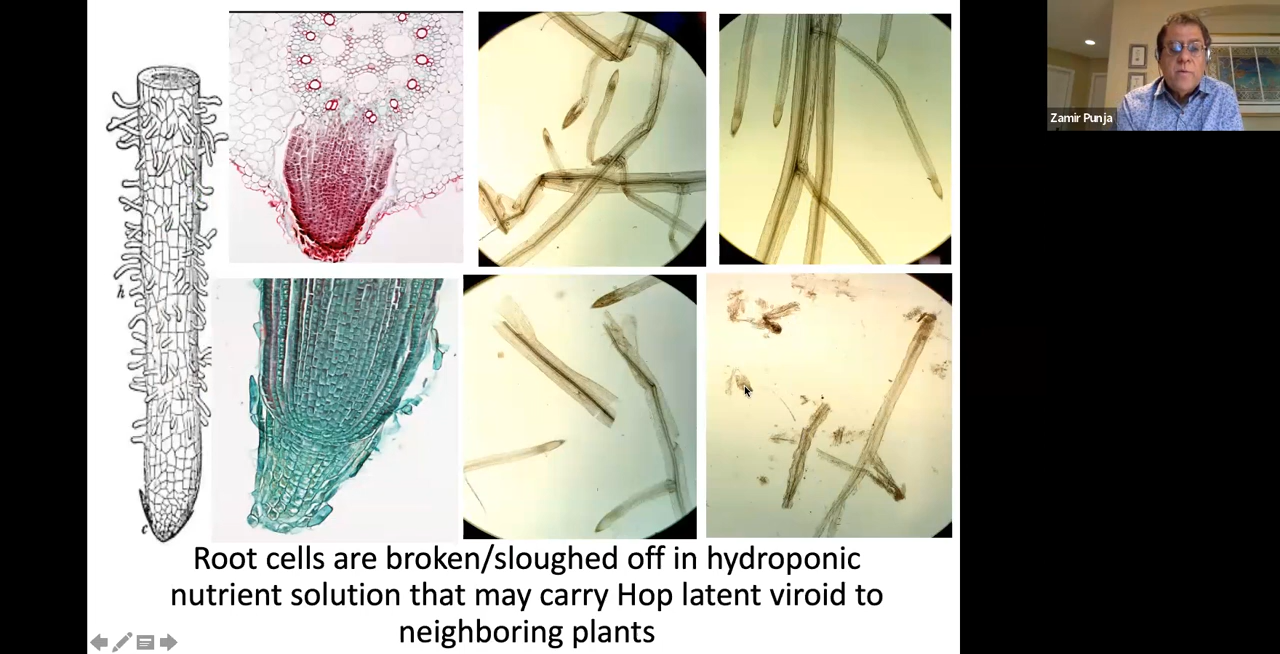 Zamir Punja
h
c
Root cells are broken/sloughed off in hydroponic
nutrient solution that may carry Hop latent viroid to
neighboring plants